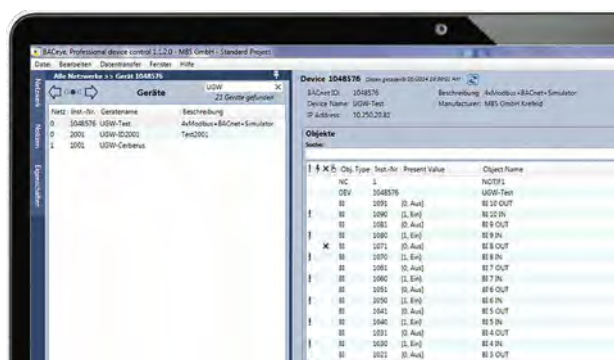 BACeye, Professional device control 1.1.2.0 - MBS GmbH - Standard Project
Datei Bearbeiten Datentransfer Fenster Hilfe
Alle Netzwerke >> Gerät 1048576
Geräte
UGW
X
21 Geräte gefunden
Netzwerk
Notizen
Eigenschaften
Netz Inst.-Nr. Gerätename Beschreibung
0 1048576 UGW-Test 4xModbus+BACnet+Simulator
0 2001 UGW-ID2001 Test2001
1 1001 UGW-Cerberus
Device 1048576
BACnet ID: 1048576 Beschreibung: 4xModbus+BACnet+Simulator
Device Name: UGW-Test Manufacturer: MBS GmbH Krefeld
IP Address: 10.250.20.82
Objekte
Suche:
Obj. Type Inst.-Nr Present Value Object Name
NC 1 NOTIF1
DEV 1048576 UGW-Test
BI 1091 [0, Aus] BI 10 OUT
! BI 1090 [1, Ein] BI 10 IN
BI 1081 [0, Aus] BI 9 OUT
! BI 1080 [1, Ein] BI 9 IN
X BI 1071 [0, Aus] BI 8 OUT
! BI 1070 [1, Ein] BI 8 IN
BI 1061 [0, Aus] BI 7 OUT
! BI 1060 [1, Ein] BI 7 IN
BI 1051 [0, Aus] BI 6 OUT
! BI 1050 [1, Ein] BI 6 IN
BI 1041 [0, Aus] BI 5 OUT
! BI 1040 [1, Ein] BI 5 IN
BI 1031 [0, Aus] BI 4 OUT
! BI 1030 [1, Ein] BI 4 IN
BI 1021 [0, Aus] BI 3 OUT